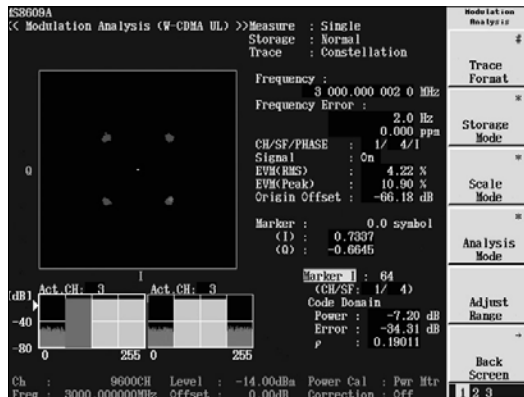 MS8609A
<< Modulation Analysis (W-CDMA UL) >>
Measure : Single
Storage : Normal
Trace : Constellation
Frequency :
3 000.000 002 0 MHz
Frequency Error :
2.0 Hz
0.000 ppm
CH/SF/PHASE : 1/ 4/I
Signal : On
EVM(RMS) : 4.22 %
EVM(Peak) : 10.90 %
Origin Offset : -66.18 dB
Q
I
Marker : 0.0 symbol
(I) : 0.7337
(Q) : -0.6645
Marker I : 64
(CH/SF: 1/ 4)
Code Domain
Power : -7.20 dB
Error : -34.31 dB
ρ : 0.19011
Act.CH: 3
Act.CH: 3
[dB]
-40
-80
0 255
255
Ch : 9600CH Level : -14.00dBm Power Cal : Pwr Mtr
Freq : 3000.000000MHz Offset : 0.00dB Correction : Off
Modulation
Analysis
#
Trace
Format
*
Storage
Mode
*
Scale
Mode
*
Analysis
Mode
Adjust
Range
→
Back
Screen
1 2 3